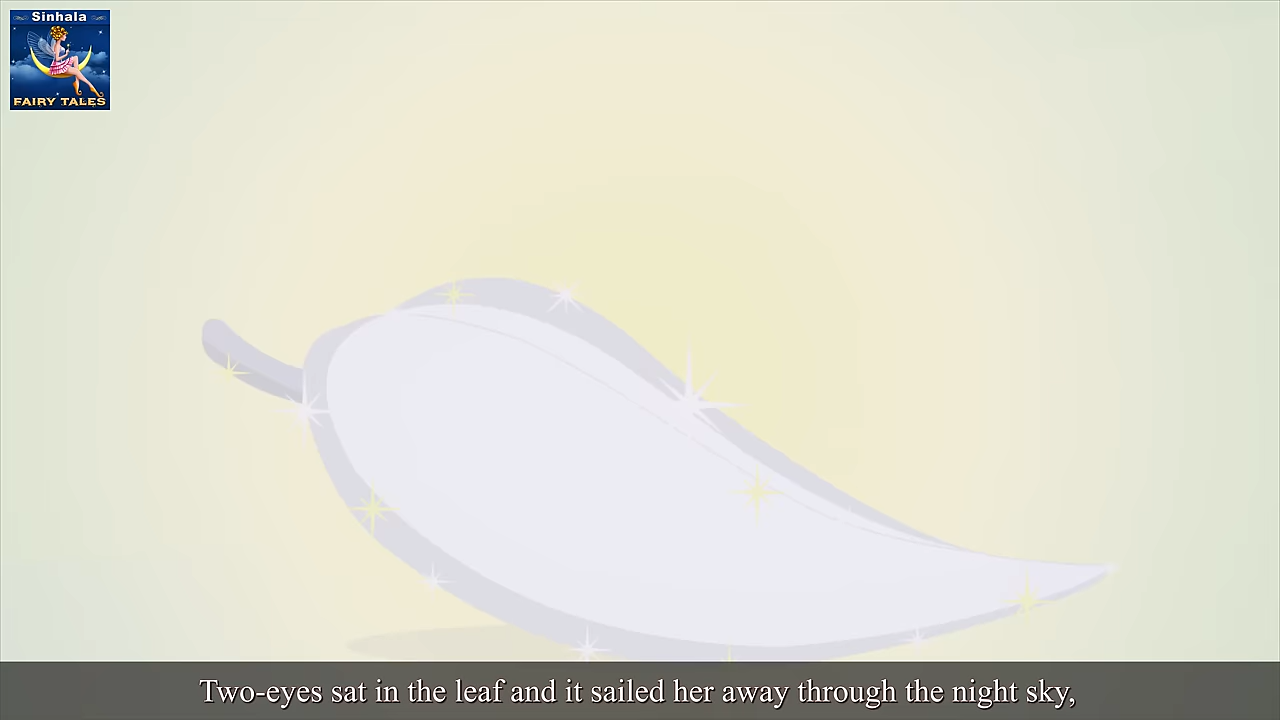 Sinhala
FAIRY TALES
Two-eyes sat in the leaf and it sailed her away through the night sky,